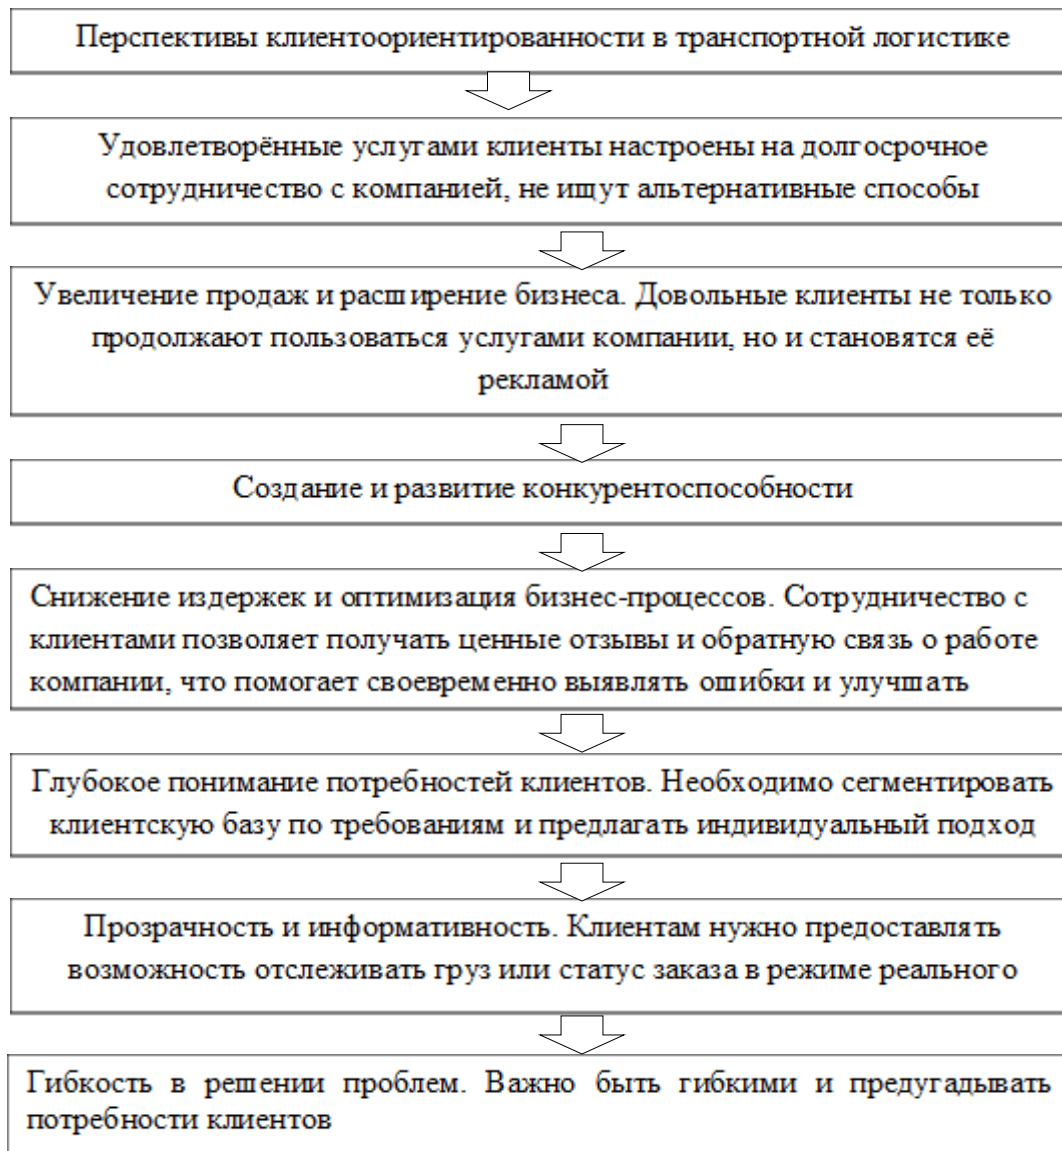 Перспективы клиентоориентированности в транспортной логистике
Удовлетворённые услугами клиенты настроены на долгосрочное
сотрудничество с компанией, не ищут альтернативные способы
Увеличение продаж и расширение бизнеса. Довольные клиенты не только
продолжают пользоваться услугами компании, но и становятся её
рекламой
Создание и развитие конкурентоспособности
Снижение издержек и оптимизация бизнес-процессов. Сотрудничество с
клиентами позволяет получать ценные отзывы и обратную связь о работе
компании, что помогает своевременно выявлять ошибки и улучшать
Глубокое понимание потребностей клиентов. Необходимо сегментировать
клиентскую базу по требованиям и предлагать индивидуальный подход
Прозрачность и информативность. Клиентам нужно предоставлять
возможность отслеживать груз или статус заказа в режиме реального
Гибкость в решении проблем. Важно быть гибкими и предугадывать
потребности клиентов